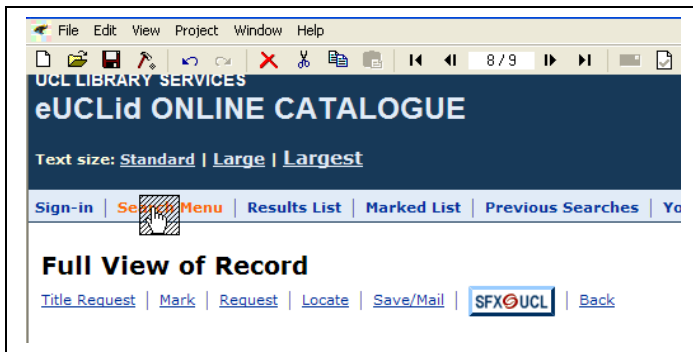 File Edit View Project Window Help
8 / 9
UCL LIBRARY SERVICES
eUCLid ONLINE CATALOGUE
Text size: Standard | Large | Largest
Sign-in | Search Menu | Results List | Marked List | Previous Searches | Yo
Full View of Record
Title Request | Mark | Request | Locate | Save/Mail | SFX UCL | Back